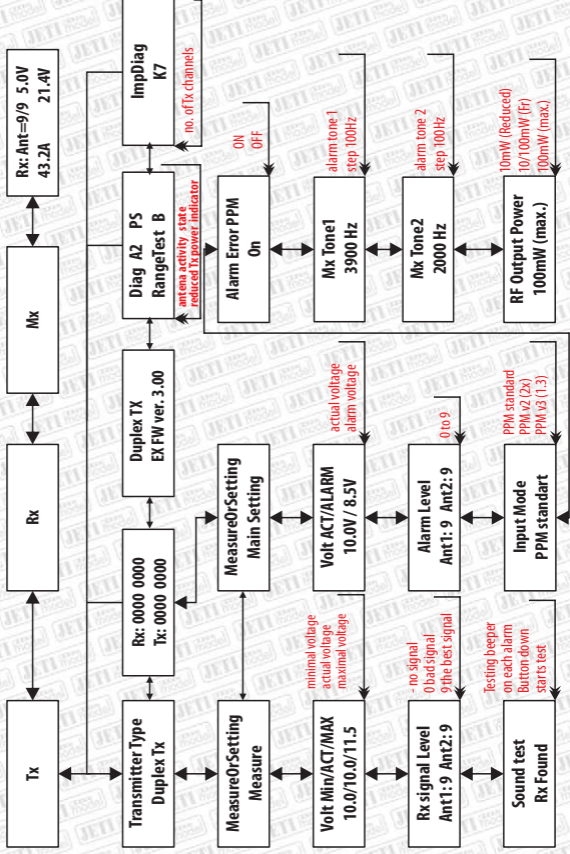 Tx
Rx
Mx
Rx: Ant=9/9 5.0V
43.2A 21.4V
Transmitter Type
Duplex Tx
Rx: 0000 0000
Tx: 0000 0000
Duplex TX
EX FW ver. 3.00
Diag A2 PS
RangeTest B
antena activity state
reduced Tx power indicator
ImpDiag
K7
no. of Tx channels
MeasureOrSetting
Measure
MeasureOrSetting
Main Setting
Alarm Error PPM
On
ON
OFF
Volt Min/ACT/MAX
10.0/10.0/11.5
minimal voltage
actual voltage
maximal voltage
Volt ACT/ALARM
10.0V / 8.5V
actual voltage
alarm voltage
Mx Tone1
3900 Hz
alarm tone 1
step 100Hz
Rx signal Level
Ant1: 9 Ant2: 9
- no signal
0 bad signal
9 the best signal
Alarm Level
Ant1: 9 Ant2: 9
0 to 9
Mx Tone2
2000 Hz
alarm tone 2
step 100Hz
Sound test
Rx Found
Testing beeper
on each alarm
Button down
starts test
Input Mode
PPM standart
PPM standard
PPM v2 (2x)
PPM v3 (1.3)
RF Output Power
100mW (max.)
10mW (Reduced)
10/100mW (Fr)
100mW (max.)
JETI model